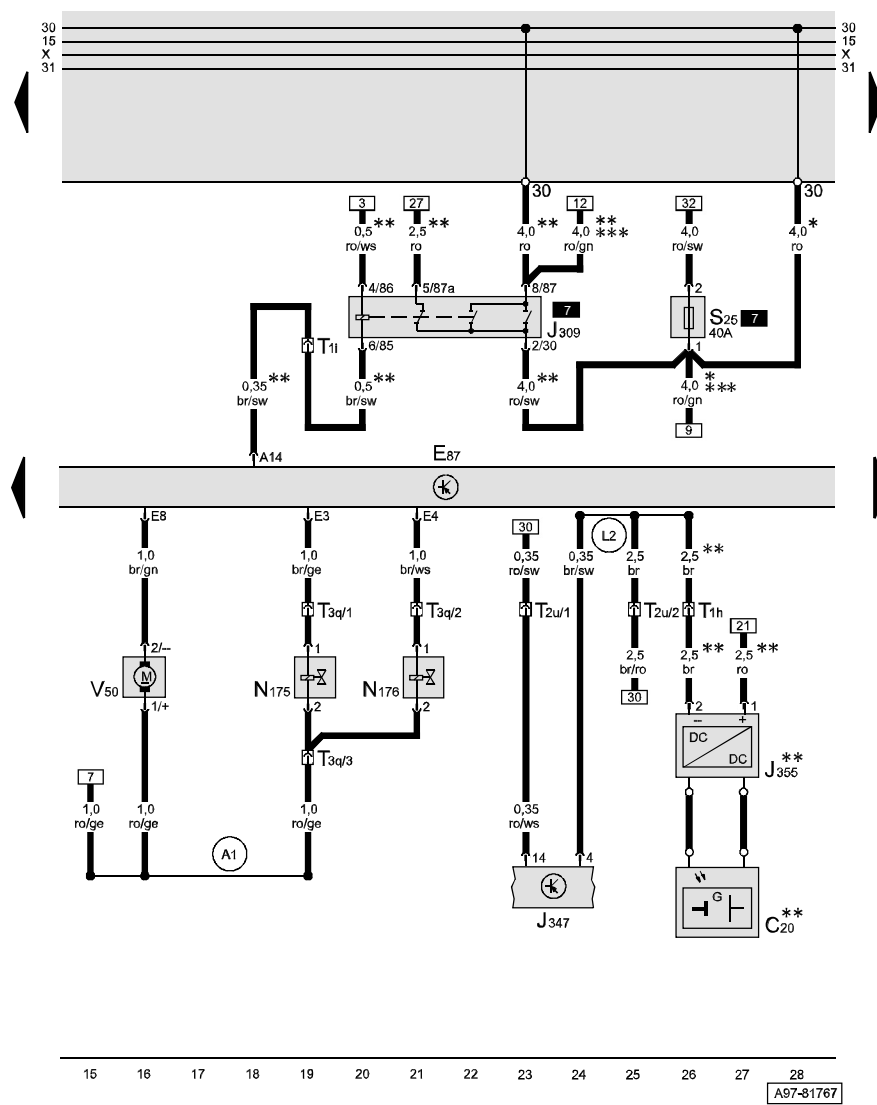 30 30
15 15
X X
31 31
30 30
3 27 12 32
0,5 ** 2,5 ** 4,0 ** 4,0 ** *** 4,0 4,0 *
ro/ws ro ro ro/gn ro/sw ro
4/86 5/87a 8/87 2
7 J309 S25 7
40A
T1i 6/85 2/30 1
0,35 ** 0,5 ** 4,0 ** 4,0 * ***
br/sw br/sw ro/sw ro/gn
9
A14 E87
E8 E3 E4 30 L2
1,0 1,0 1,0 0,35 0,35 2,5 2,5 **
br/gn br/ge br/ws ro/sw br/sw br br
T3q/1 T3q/2 T2u/1 T2u/2 T1h
21
2/-- 1 1 2,5 2,5 ** 2,5 **
br/ro br ro
V50 M N175 N176 30
1/+ 2 2 2 1
-- +
DC
DC
J355 **
T3q/3
7
1,0 1,0 1,0 0,35
ro/ge ro/ge ro/ge ro/ws
A1
14 4
J347
G
C20 **
15 16 17 18 19 20 21 22 23 24 25 26 27 28
A97-81767